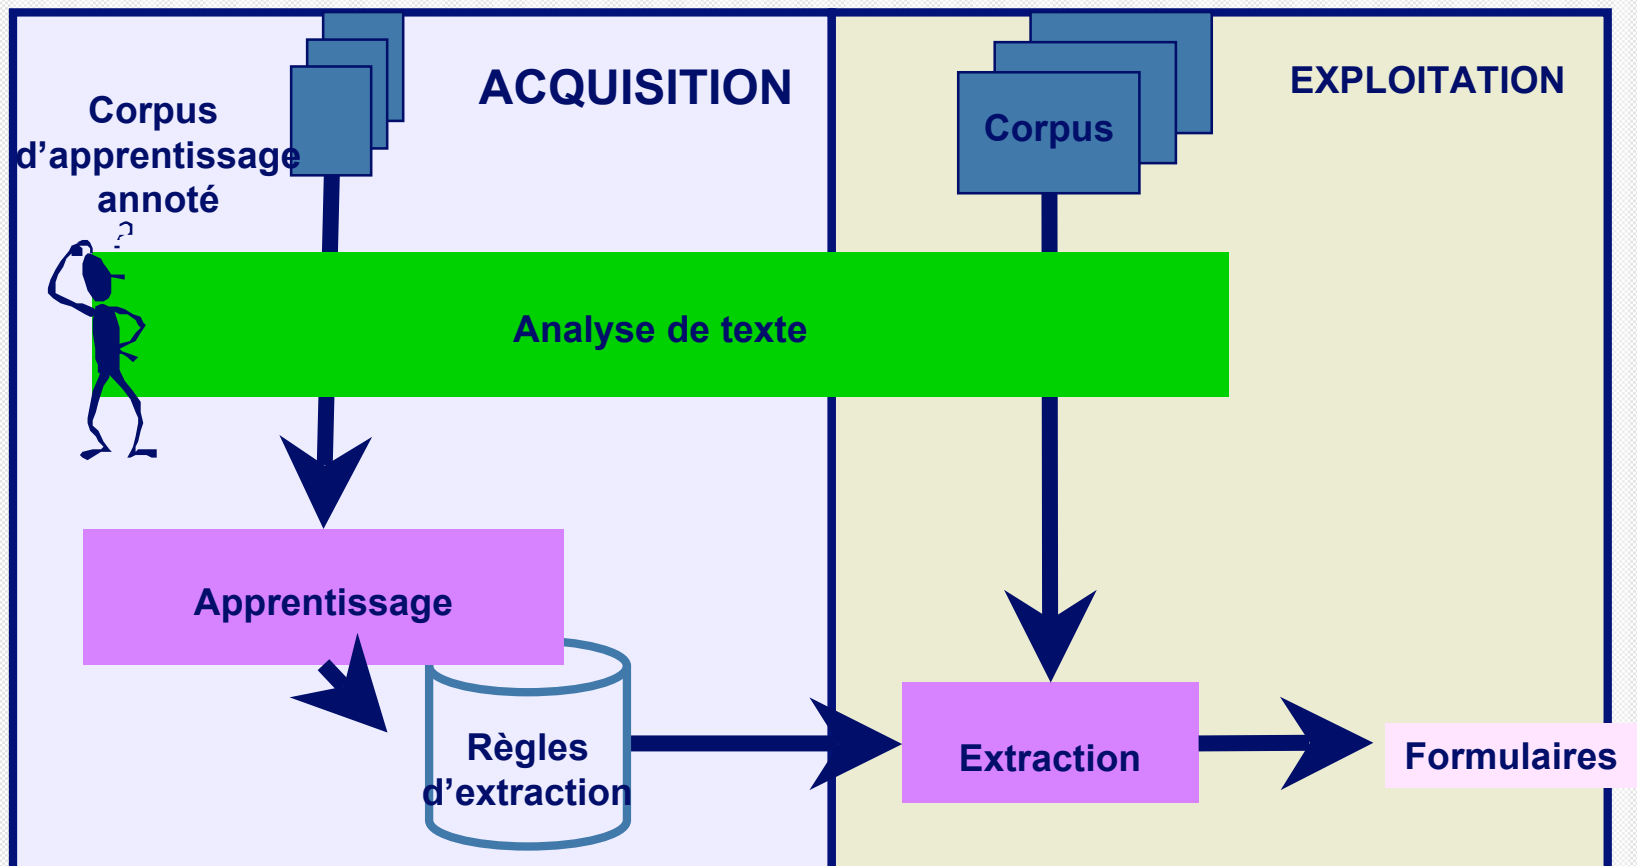 ACQUISITION
EXPLOITATION
Corpus
d’apprentissage
annoté
?
Corpus
Analyse de texte
Apprentissage
Règles
d’extraction
Extraction
Formulaires